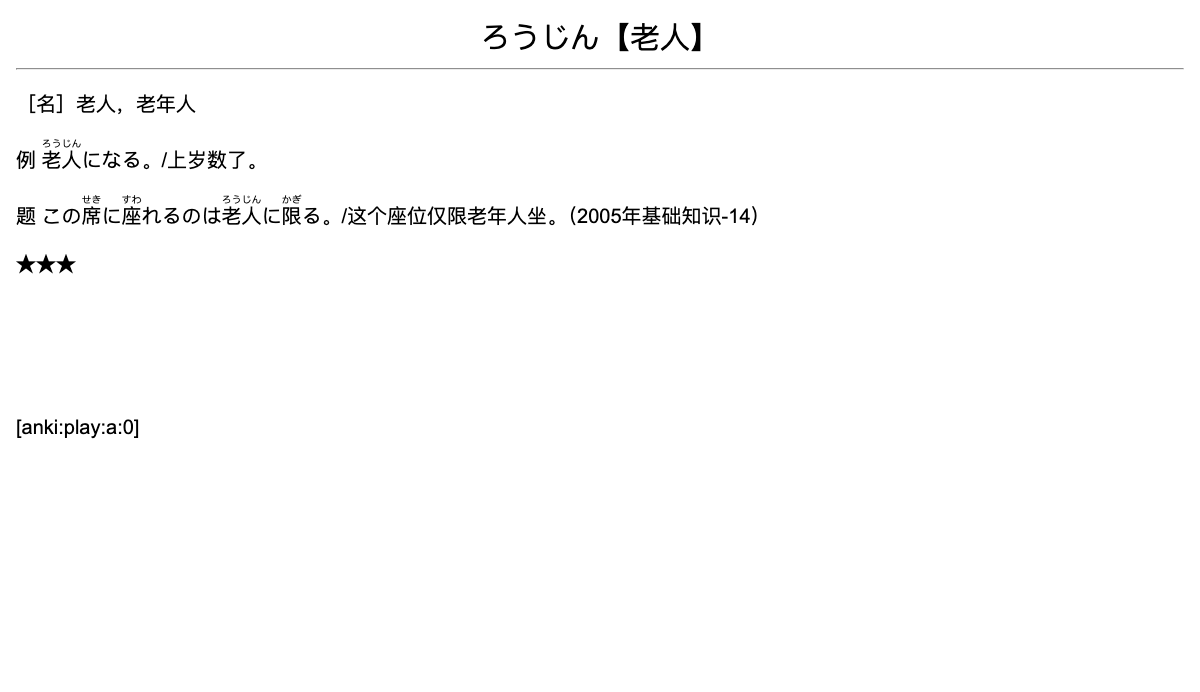 ろうじん【老人】
［名］老人，老年人
ろうじん
例 老人になる。/上岁数了。
せき すわ ろうじん かぎ
题 この席に座れるのは老人に限る。/这个座位仅限老年人坐。（2005年基础知识-14）
★★★
[anki:play:a:0]